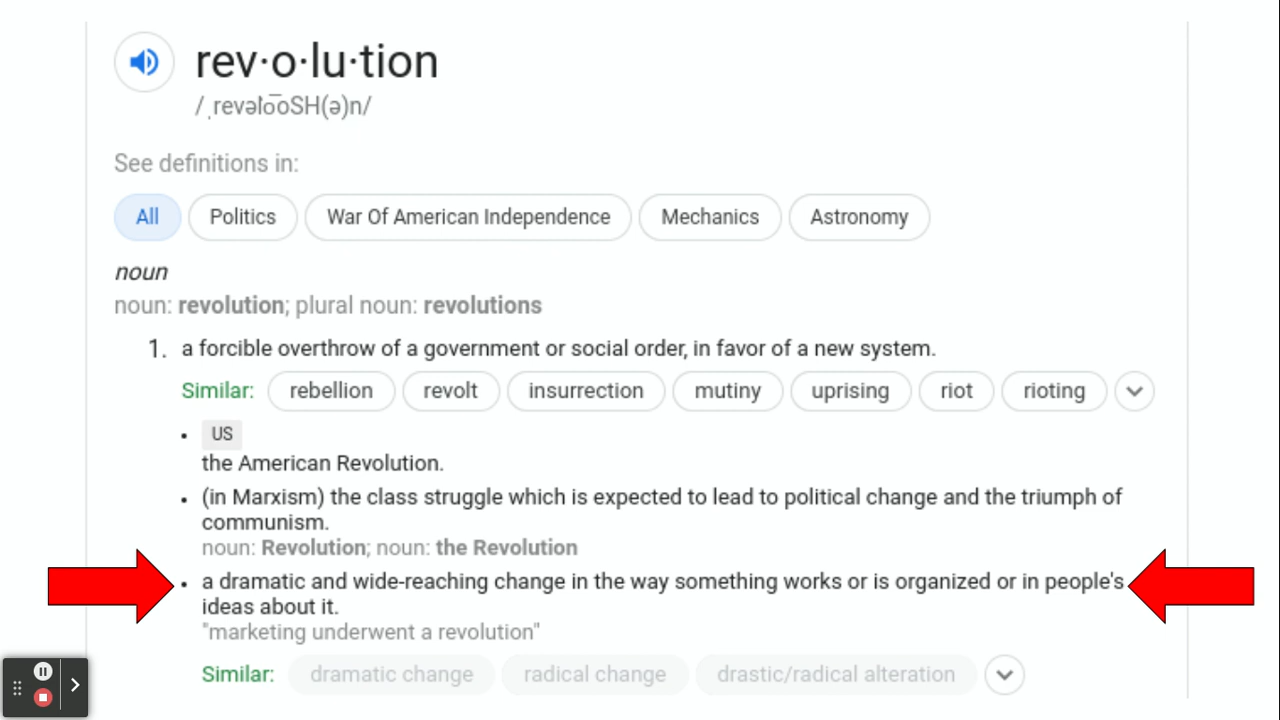 rev·o·lu·tion
/ˌrevəˈlo͞oSH(ə)n/
See definitions in:
All Politics War Of American Independence Mechanics Astronomy
noun
noun: revolution; plural noun: revolutions
1. a forcible overthrow of a government or social order, in favor of a new system.
Similar: rebellion revolt insurrection mutiny uprising riot rioting
• US
the American Revolution.
• (in Marxism) the class struggle which is expected to lead to political change and the triumph of
communism.
noun: Revolution; noun: the Revolution
• a dramatic and wide-reaching change in the way something works or is organized or in people's
ideas about it.
"marketing underwent a revolution"
Similar: dramatic change radical change drastic/radical alteration